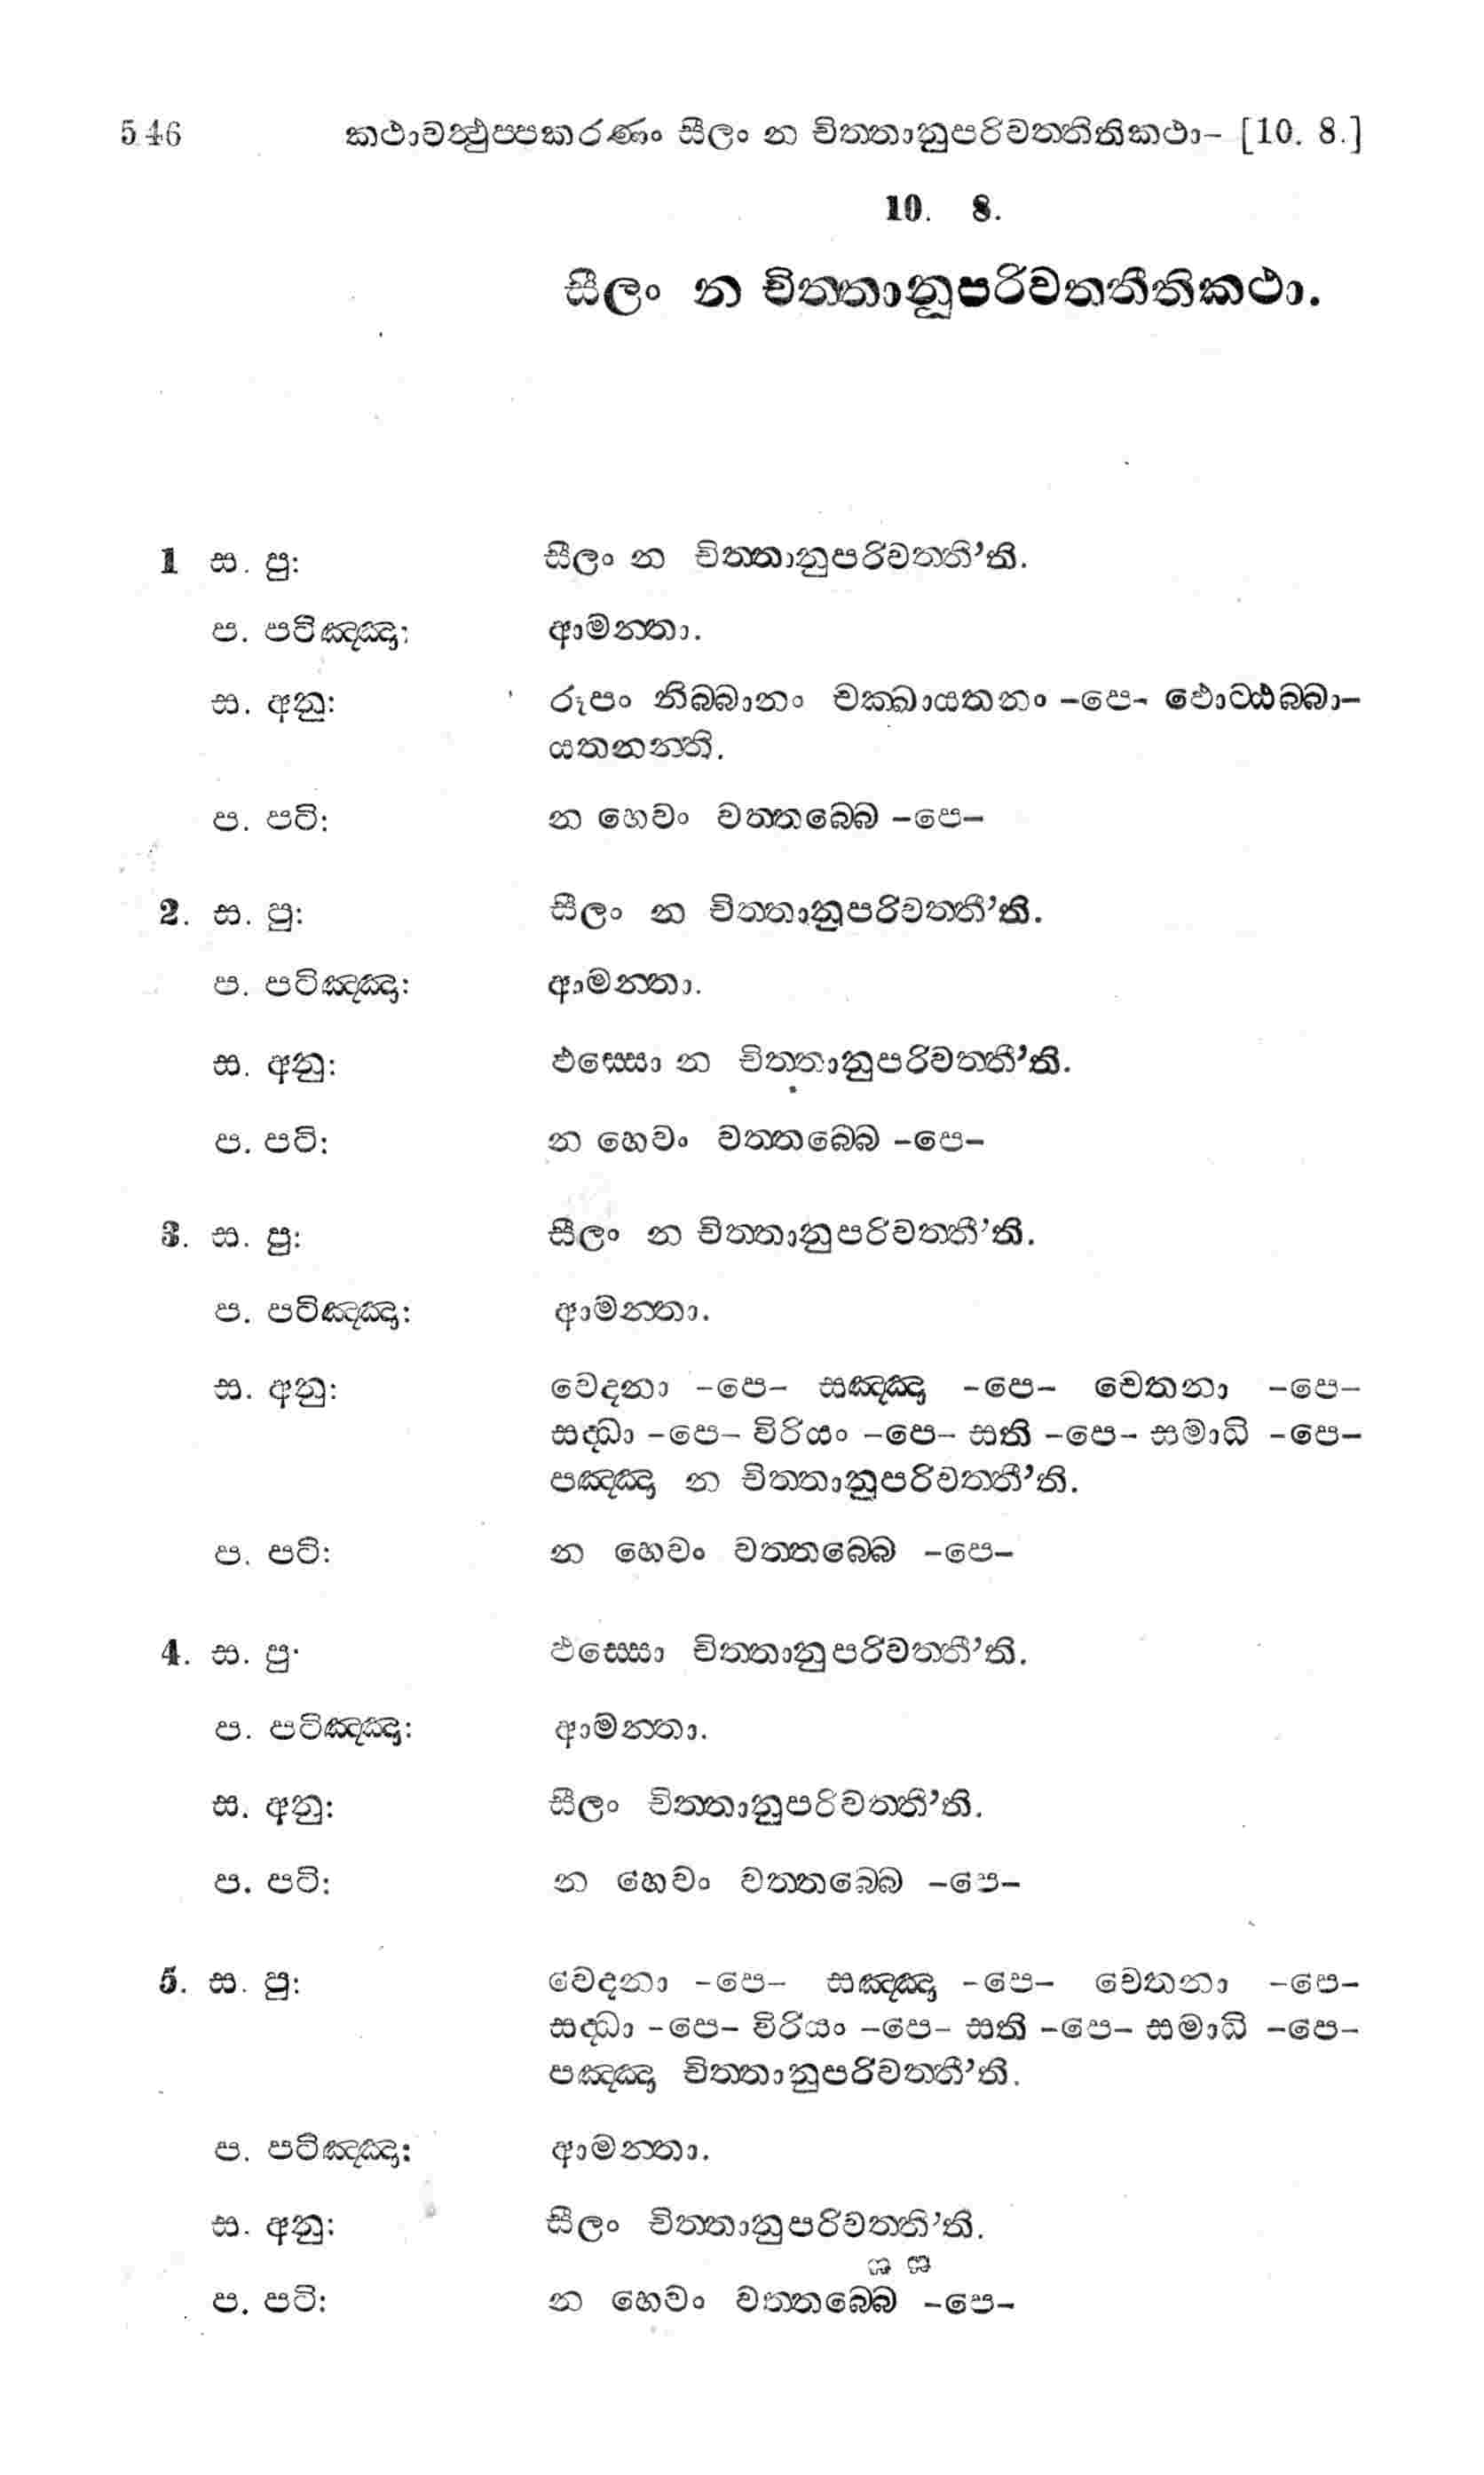 546 කථාවත්ථුප්පකරණං සීලං න චිත්තානුපරිවත්තීතිකථා- [10. 8.]
10. 8.
සීලං න චිත්තානුපරිවත්තීතිකථා.
1 ස. පු: සීලං න චිත්තානුපරිවත්තී’ති.
ප. පටිඤ්ඤා: ආමන්තා.
ස. අනු: රූපං නිබ්බානං චක්ඛායතනං -පෙ- ඵොට්ඨබ්බා-
යතනන්ති.
ප. පටි: න හෙවං වත්තබ්බෙ -පෙ-
2. ස. පු: සීලං න චිත්තානුපරිවත්තී’ති.
ප. පටිඤ්ඤා: ආමන්තා.
ස. අනු: ඵස්සො න චිත්තානුපරිවත්තී’ති.
ප. පටි: න හෙවං වත්තබ්බෙ -පෙ-
3. ස. පු: සීලං න චිත්තානුපරිවත්තී’ති.
ප. පටිඤ්ඤා: ආමන්තා.
ස. අනු: වෙදනා -පෙ- සඤ්ඤා -පෙ- චෙතනා -පෙ-
සද්ධා -පෙ- විරියං -පෙ- සති -පෙ- සමාධි -පෙ-
පඤ්ඤා න චිත්තානුපරිවත්තී’ති.
ප. පටි: න හෙවං වත්තබ්බෙ -පෙ-
4. ස. පු· ඵස්සො චිත්තානුපරිවත්තී’ති.
ප. පටිඤ්ඤා: ආමන්තා.
ස. අනු: සීලං චිත්තානුපරිවත්තී’ති.
ප. පටි: න හෙවං වත්තබ්බෙ -පෙ-
5. ස. පු: වෙදනා -පෙ- සඤ්ඤා -පෙ- චෙතනා -පෙ-
සද්ධා -පෙ- විරියං -පෙ- සති -පෙ- සමාධි -පෙ-
පඤ්ඤා චිත්තානුපරිවත්තී’ති.
ප. පටිඤ්ඤා: ආමන්තා.
ස. අනු: සීලං චිත්තානුපරිවත්තී’ති.
ප. පටි: න හෙවං වත්තබ්බෙ -පෙ-